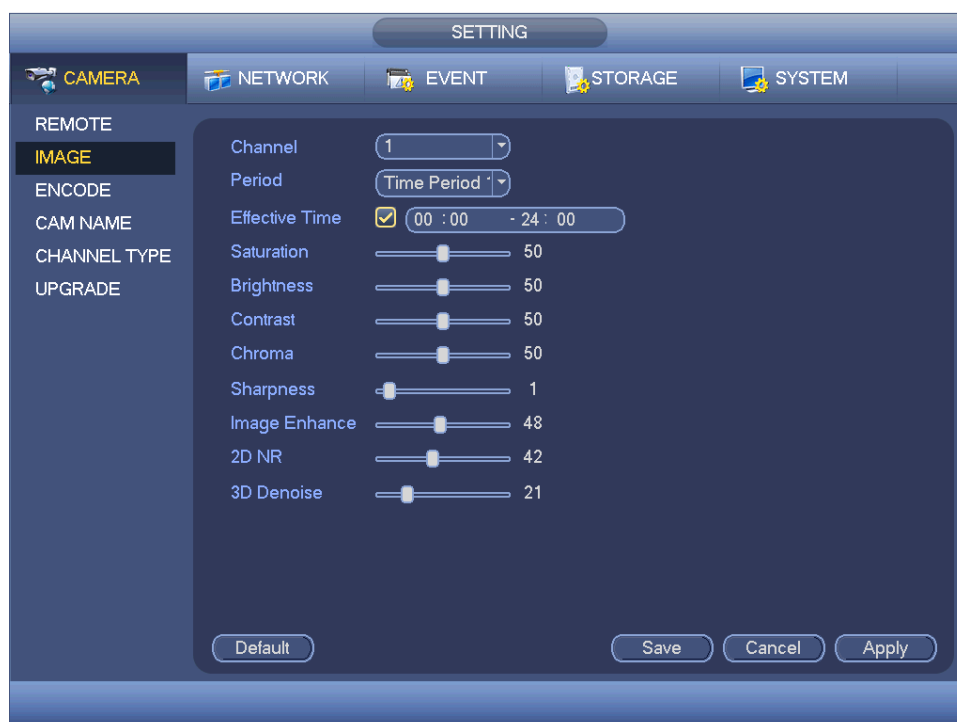 SETTING
CAMERA NETWORK EVENT STORAGE SYSTEM
REMOTE
IMAGE
ENCODE
CAM NAME
CHANNEL TYPE
UPGRADE
Channel 1
Period Time Period
Effective Time 00 :00 - 24 : 00
Saturation 50
Brightness 50
Contrast 50
Chroma 50
Sharpness 1
Image Enhance 48
2D NR 42
3D Denoise 21
Default Save Cancel Apply